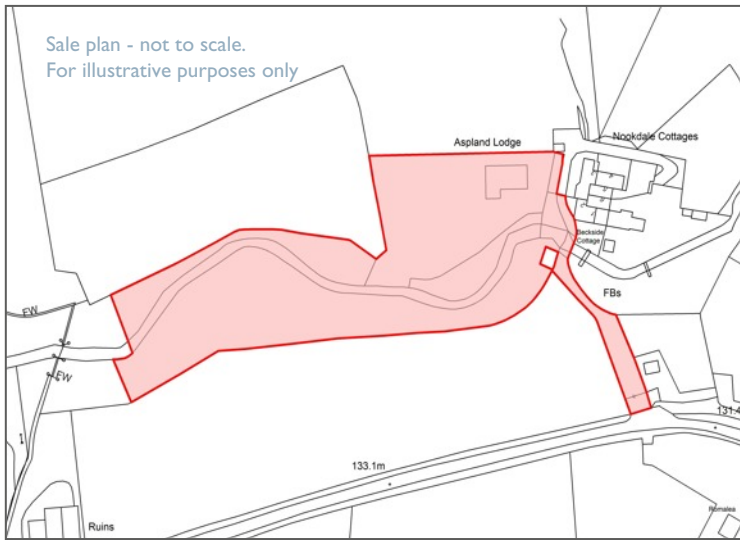 Sale plan - not to scale.
For illustrative purposes only
Aspland Lodge
Nookdale Cottages
Beckside
Cottage
FBs
FW
FW
131.4
133.1m
Ruins
Romalea